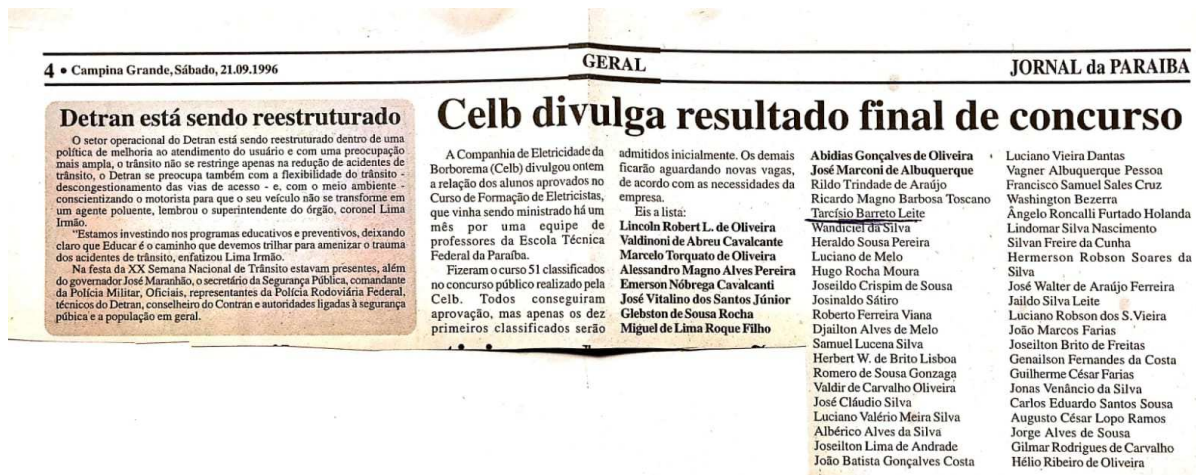 4 • Campina Grande, Sábado, 21.09.1996
GERAL
JORNAL da PARAIBA
Detran está sendo reestruturado
O setor operacional do Detran está sendo reestruturado dentro de uma
política de melhoria ao atendimento do usuário e com uma preocupação
mais ampla, o trânsito não se restringe apenas na redução de acidentes de
trânsito, o Detran se preocupa também com a flexibilidade do trânsito -
descongestionamento das vias de acesso - e, com o meio ambiente -
conscientizando o motorista para que o seu veículo não se transforme em
um agente poluente, lembrou o superintendente do órgão, coronel Lima
Irmão.
"Estamos investindo nos programas educativos e preventivos, deixando
claro que Educar é o caminho que devemos trilhar para amenizar o trauma
dos acidentes de trânsito, enfatizou Lima Irmão.
Na festa da XX Semana Nacional de Trânsito estavam presentes, além
do governador José Maranhão, o secretário da Segurança Pública, comandante
da Polícia Militar, Oficiais, representantes da Polícia Rodoviária Federal,
técnicos do Detran, conselheiro do Contran e autoridades ligadas à segurança
púbica e a população em geral.
Celb divulga resultado final de concurso
A Companhia de Eletricidade da
Borborema (Celb) divulgou ontem
a relação dos alunos aprovados no
Curso de Formação de Eletricistas,
que vinha sendo ministrado há um
mês por uma equipe de
professores da Escola Técnica
Federal da Paraíba.
Fizeram o curso 51 classificados
no concurso público realizado pela
Celb. Todos conseguiram
aprovação, mas apenas os dez
primeiros classificados serão
admitidos inicialmente. Os demais
ficarão aguardando novas vagas,
de acordo com as necessidades da
empresa.
Eis a lista:
Lincoln Robert L. de Oliveira
Valdinoni de Abreu Cavalcante
Marcelo Torquato de Oliveira
Alessandro Magno Alves Pereira
Emerson Nóbrega Cavalcanti
José Vitalino dos Santos Júnior
Glebston de Sousa Rocha
Miguel de Lima Roque Filho
Abidias Gonçalves de Oliveira
José Marconi de Albuquerque
Rildo Trindade de Araújo
Ricardo Magno Barbosa Toscano
Tarcísio Barreto Leite
Wandiciel da Silva
Heraldo Sousa Pereira
Luciano de Melo
Hugo Rocha Moura
Joseildo Crispim de Sousa
Josinaldo Sátiro
Roberto Ferreira Viana
Djailton Alves de Melo
Samuel Lucena Silva
Herbert W. de Brito Lisboa
Romero de Sousa Gonzaga
Valdir de Carvalho Oliveira
José Cláudio Silva
Luciano Valério Meira Silva
Albérico Alves da Silva
Joseilton Lima de Andrade
João Batista Gonçalves Costa
Luciano Vieira Dantas
Vagner Albuquerque Pessoa
Francisco Samuel Sales Cruz
Washington Bezerra
Ângelo Roncalli Furtado Holanda
Lindomar Silva Nascimento
Silvan Freire da Cunha
Hermerson Robson Soares da
Silva
José Walter de Araújo Ferreira
Jaildo Silva Leite
Luciano Robson dos S.Vieira
João Marcos Farias
Joseilton Brito de Freitas
Genailson Fernandes da Costa
Guilherme César Farias
Jonas Venâncio da Silva
Carlos Eduardo Santos Sousa
Augusto César Lopo Ramos
Jorge Alves de Sousa
Gilmar Rodrigues de Carvalho
Hélio Ribeiro de Oliveira